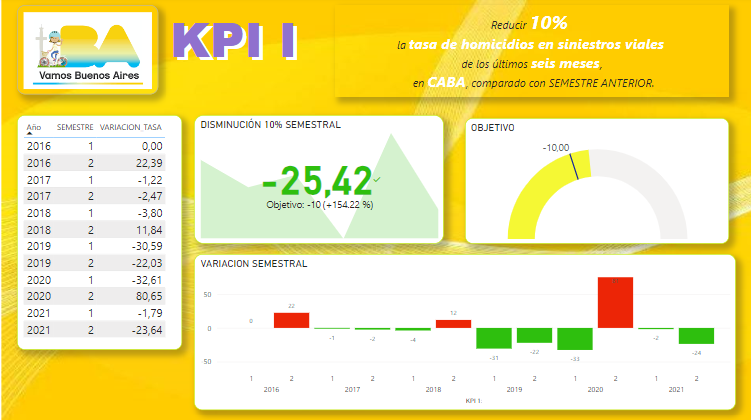 BA
Vamos Buenos Aires
KPI I
Reducir 10%
la tasa de homicidios en siniestros viales
de los últimos seis meses,
en CABA, comparado con SEMESTRE ANTERIOR.
Año SEMESTRE VARIACION_TASA
2016 1 0,00
2016 2 22,39
2017 1 -1,22
2017 2 -2,47
2018 1 -3,80
2018 2 11,84
2019 1 -30,59
2019 2 -22,03
2020 1 -32,61
2020 2 80,65
2021 1 -1,79
2021 2 -23,64
DISMINUCIÓN 10% SEMESTRAL
-25,42
Objetivo: -10 (+154.22 %)
OBJETIVO
-10,00
VARIACION SEMESTRAL
50
0
-50
0 22 -1 -2 -4 12 -31 -22 -33 -2 -24
1 2 1 2 1 2 1 2 1 2 1 2
2016 2017 2018 2019 2020 2021
KPI 1: